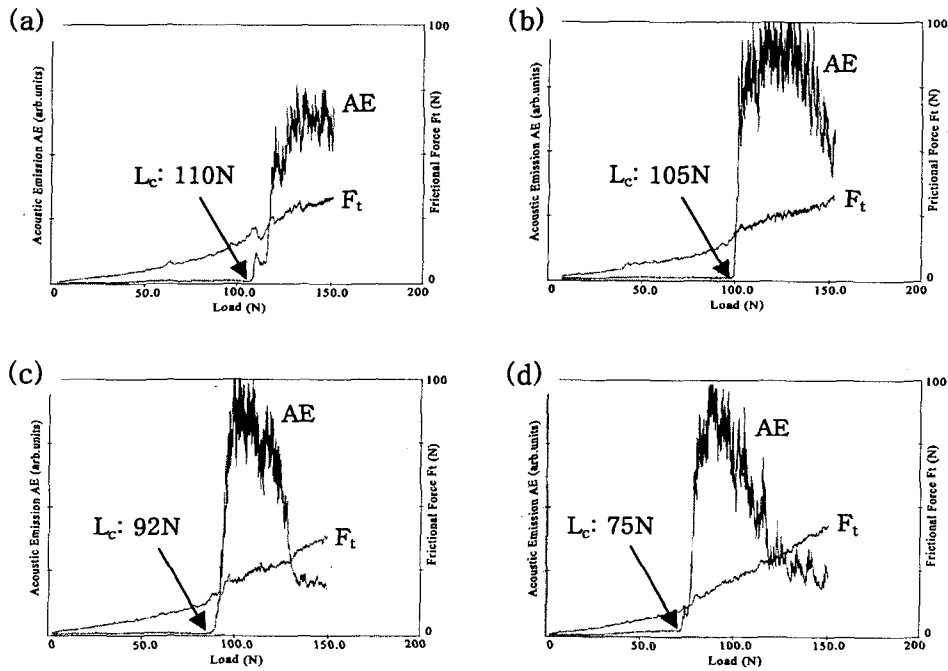 (a)
100
Acoustic Emission AE (arb.units)
AE
Lc: 110N
Ft
Frictional Force Ft (N)
0
.0 50.0 100.0 150.0 200
Load (N)
(b)
100
Acoustic Emission AE (arb.units)
AE
Lc: 105N
Ft
Frictional Force Ft (N)
0
.0 50.0 100.0 150.0 200
Load (N)
(c)
100
Acoustic Emission AE (arb.units)
AE
Lc: 92N
Ft
Frictional Force Ft (N)
0
.0 50.0 100.0 150.0 200
Load (N)
(d)
100
Acoustic Emission AE (arb.units)
AE
Lc: 75N
Ft
Frictional Force Ft (N)
0
.0 50.0 100.0 150.0 200
Load (N)